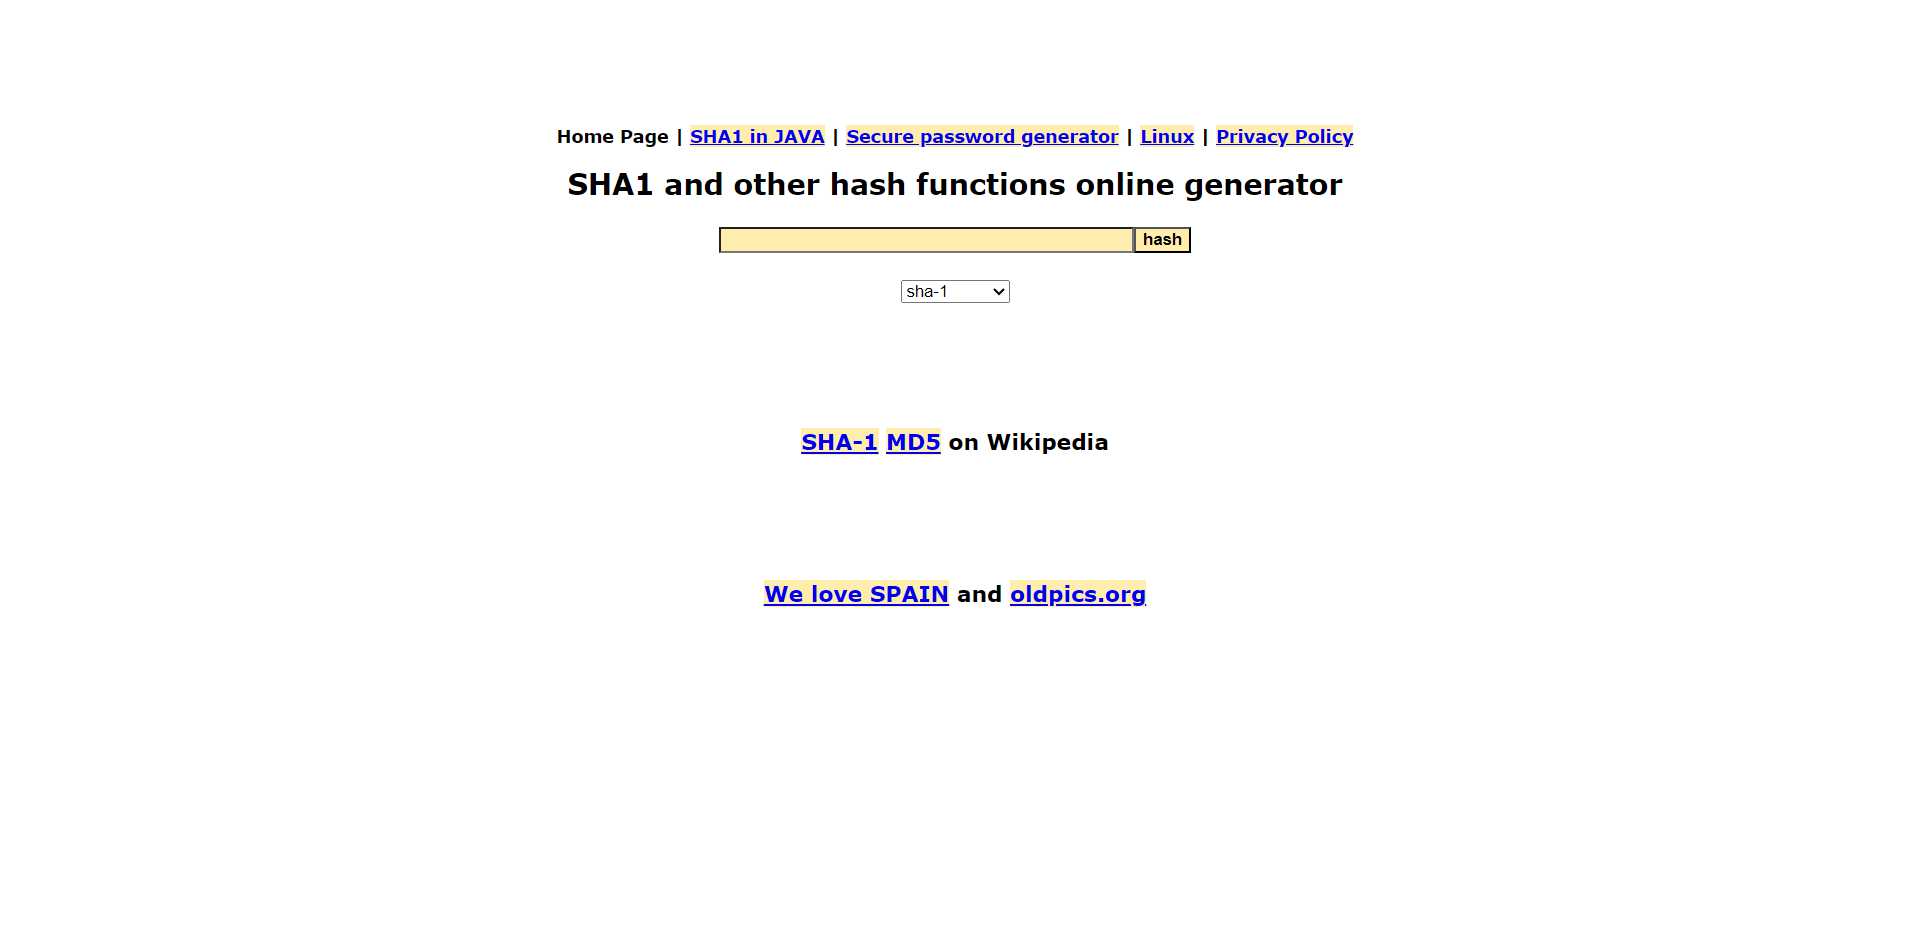 Home Page | SHA1 in JAVA | Secure password generator | Linux | Privacy Policy
SHA1 and other hash functions online generator
hash
sha-1
SHA-1 MD5 on Wikipedia
We love SPAIN and oldpics.org